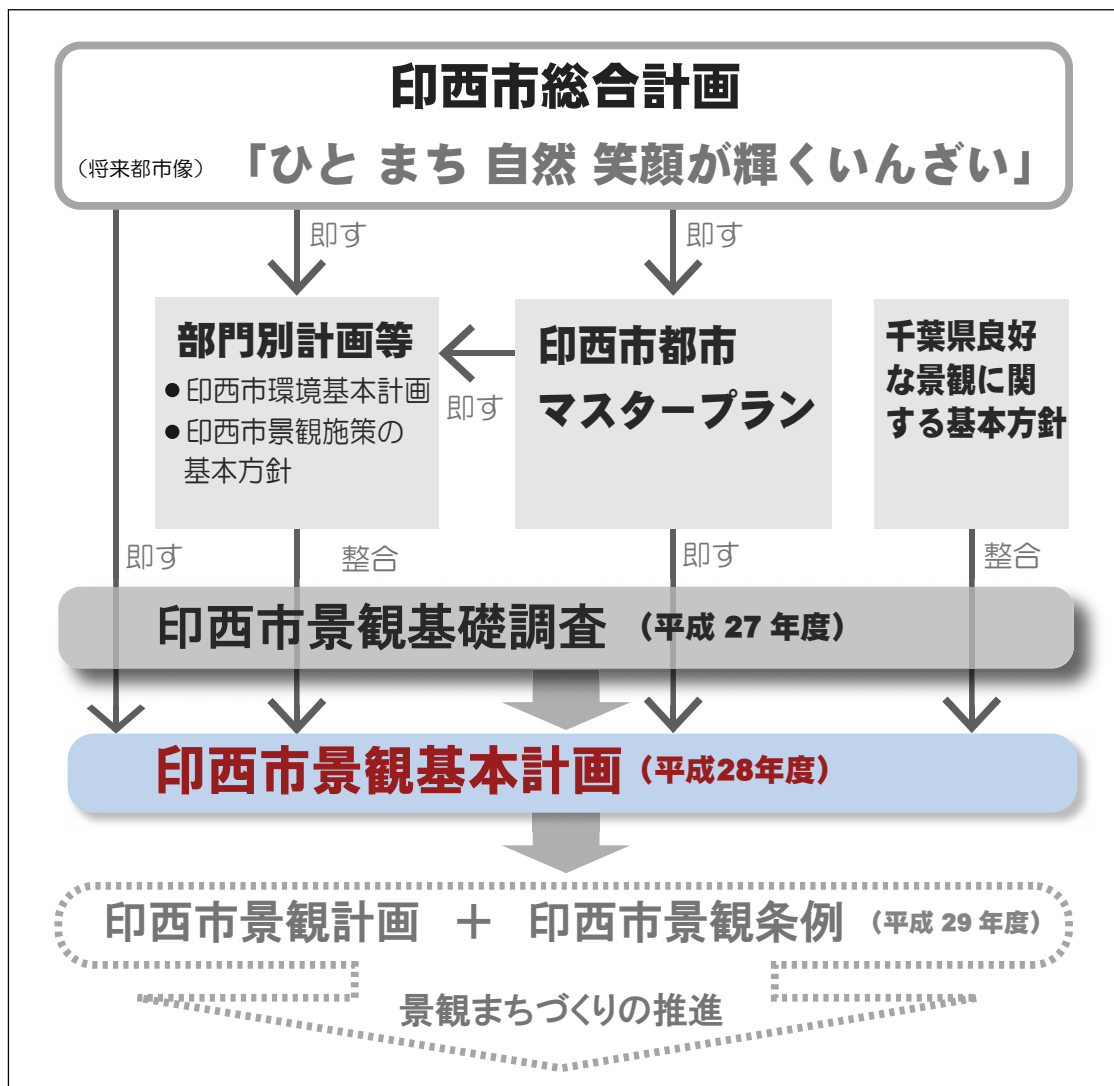 印西市総合計画
（将来都市像）「ひと まち 自然 笑顔が輝くいんざい」
即す
即す
部門別計画等
●印西市環境基本計画
●印西市景観施策の
基本方針
即す
印西市都市
マスタープラン
千葉県良好
な景観に関
する基本方針
即す
整合
即す
整合
印西市景観基礎調査（平成 27 年度）
印西市景観基本計画（平成28年度）
印西市景観計画 ＋ 印西市景観条例（平成 29 年度）
景観まちづくりの推進